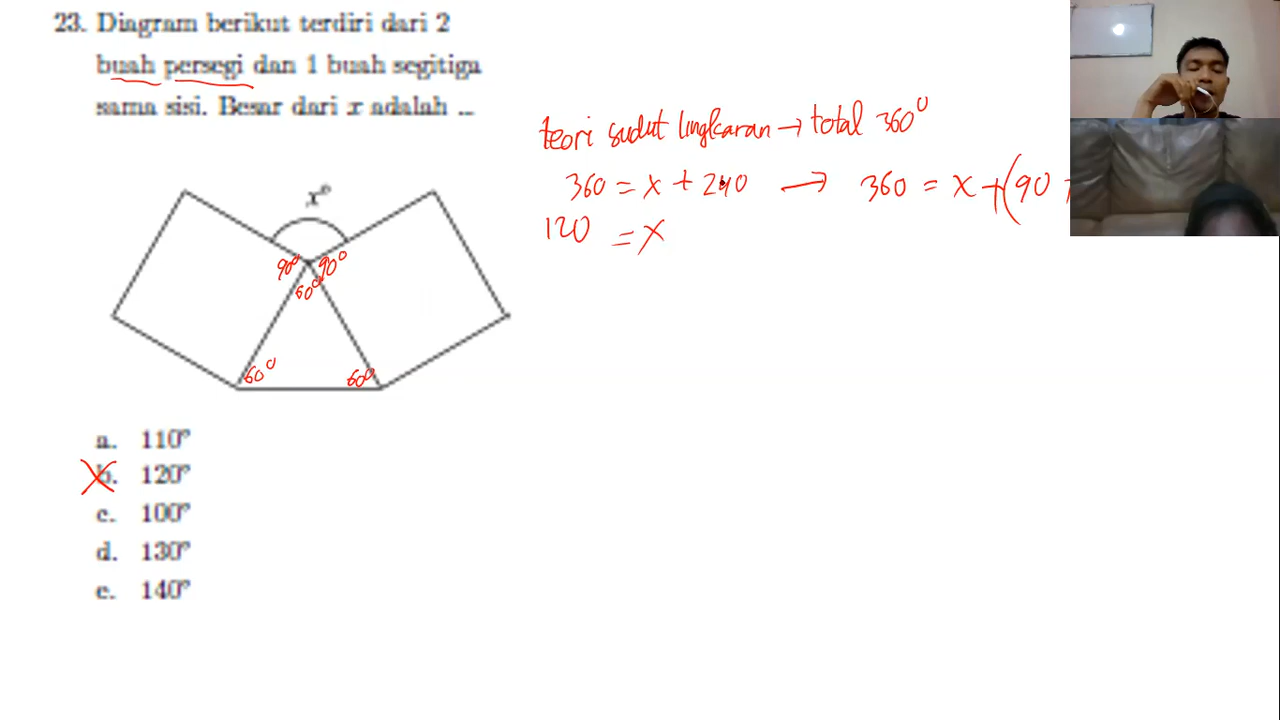 23. Diagram berikut terdiri dari 2
buah persegi dan 1 buah segitiga
sama sisi. Besar dari x adalah ...
teori sudut lingkaran → total 360°
360 = x + 240 → 360 = x + (90
120 = x
x°
90° 90°
60°
60° 60°
a. 110°
b. 120°
c. 100°
d. 130°
e. 140°